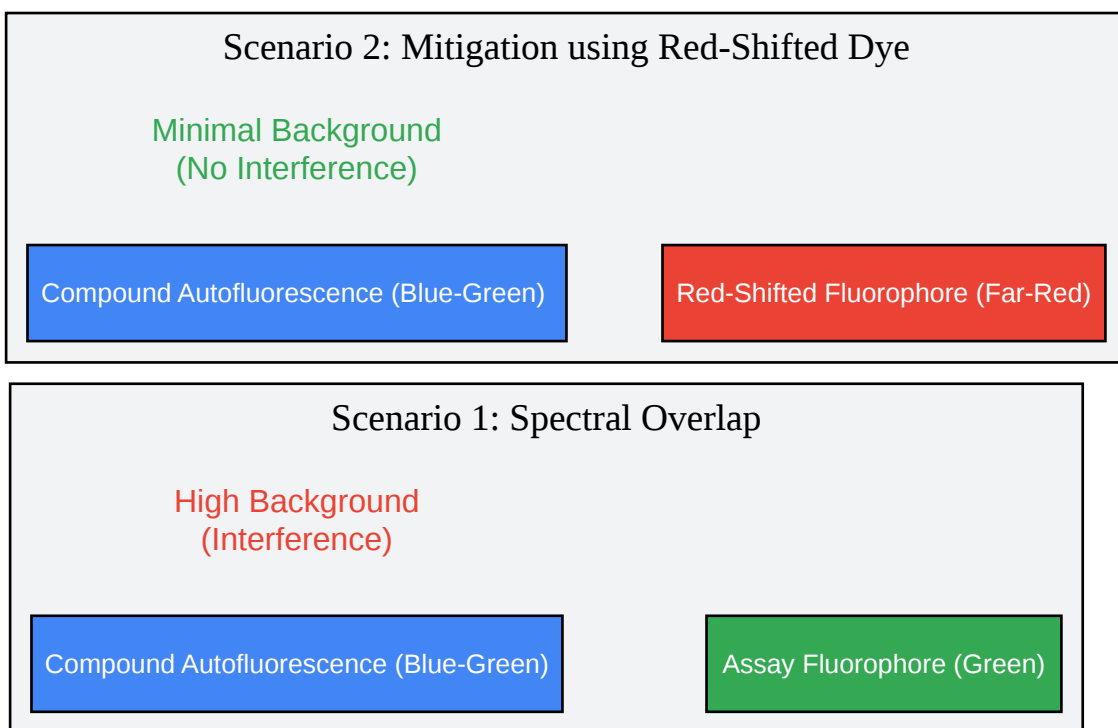 Scenario 2: Mitigation using Red-Shifted Dye
Minimal Background
(No Interference)
Compound Autofluorescence (Blue-Green)
Red-Shifted Fluorophore (Far-Red)
Scenario 1: Spectral Overlap
High Background
(Interference)
Compound Autofluorescence (Blue-Green)
Assay Fluorophore (Green)